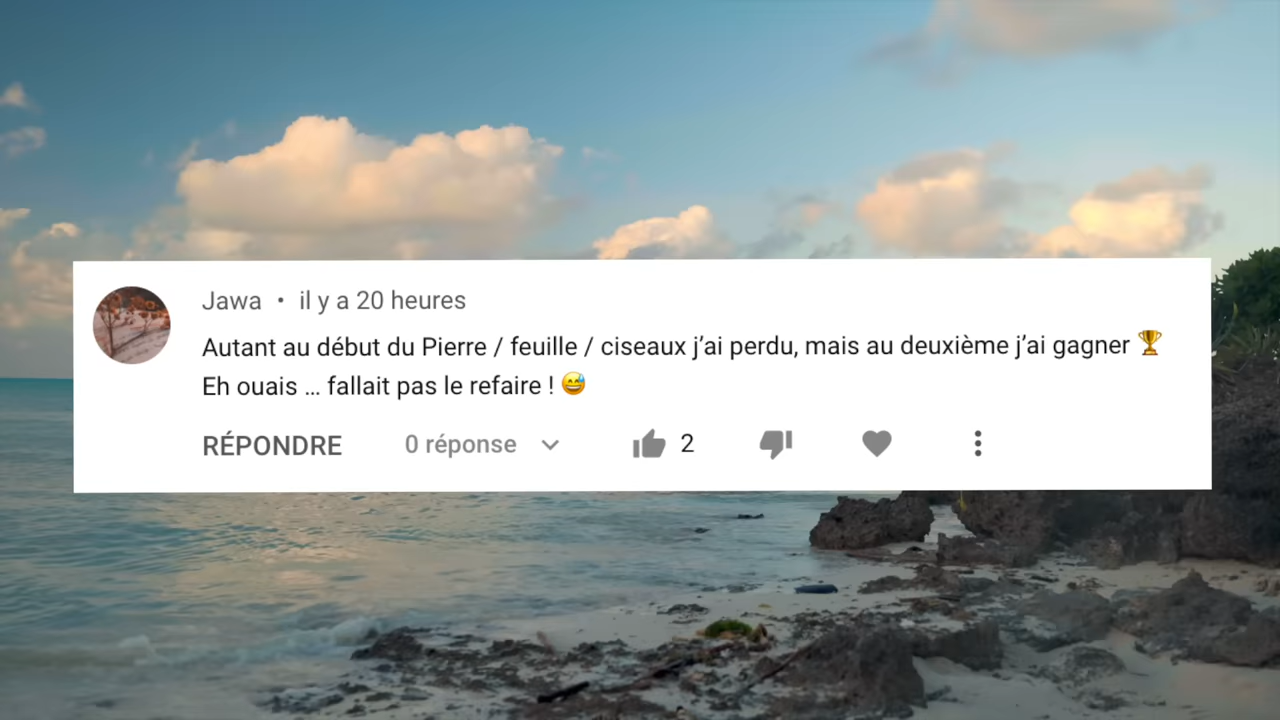 Jawa • il y a 20 heures
Autant au début du Pierre / feuille / ciseaux j’ai perdu, mais au deuxième j’ai gagner 🏆
Eh ouais ... fallait pas le refaire ! 😅
RÉPONDRE 0 réponse 2